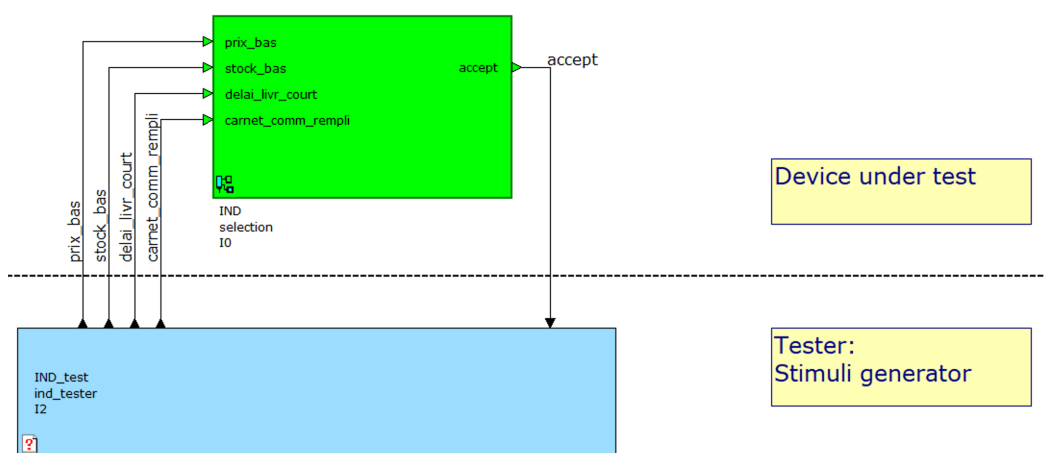 prix_bas
stock_bas
delai_livr_court
carnet_comm_rempli
accept
accept
IND
selection
I0
prix_bas
stock_bas
delai_livr_court
carnet_comm_rempli
Device under test
IND_test
ind_tester
I2
?
Tester:
Stimuli generator